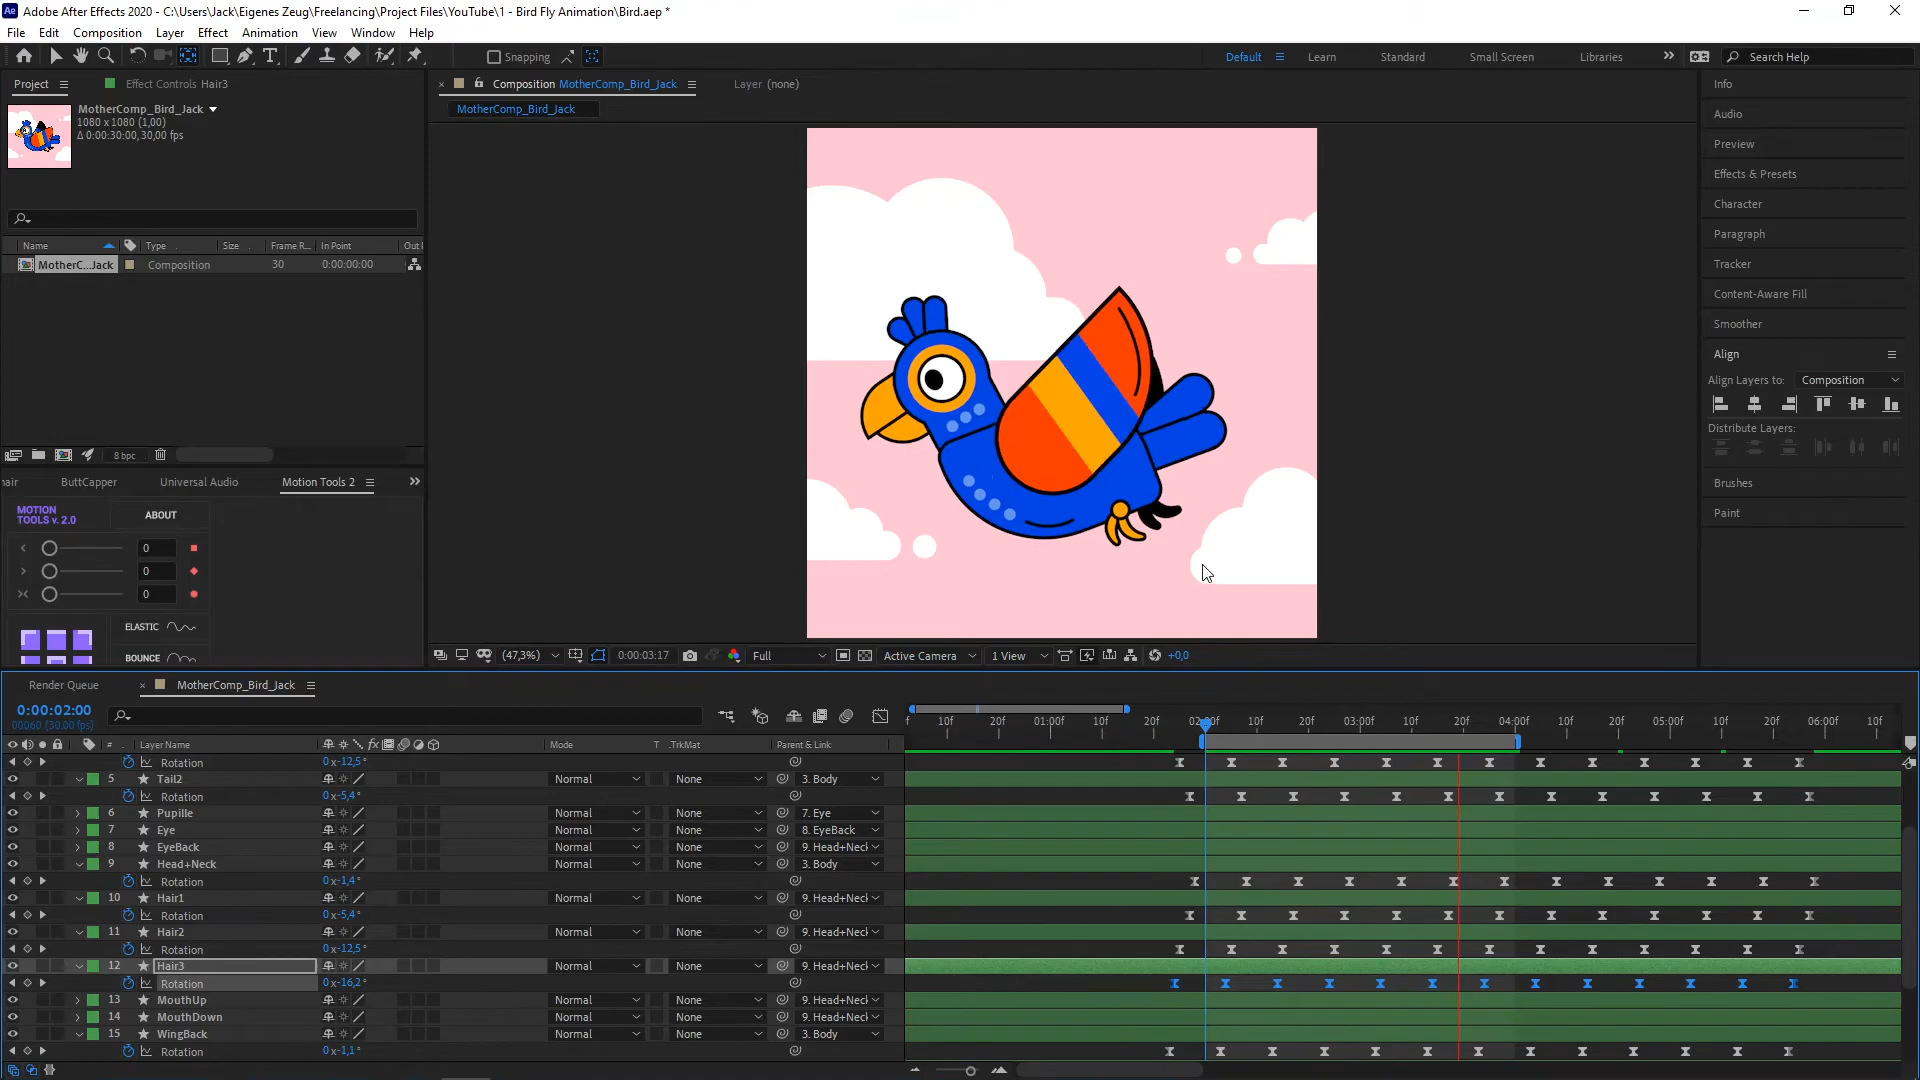 Ae Adobe After Effects 2020 - C:\Users\Jack\Eigenes Zeug\Freelancing\Project Files\YouTube\1 - Bird Fly Animation\Bird.aep *
File Edit Composition Layer Effect Animation View Window Help
Snapping Default Learn Standard Small Screen Libraries Search Help
Project Effect Controls Hair3
Composition MotherComp_Bird_Jack Layer (none)
MotherComp_Bird_Jack
MotherComp_Bird_Jack
1080 x 1080 (1,00)
Δ 0:00:30:00, 30,00 fps
Name Type Size Frame R... In Point
MotherC...Jack Composition 30 0:00:00:00
8 bpc
ButtCapper Universal Audio Motion Tools 2
MOTION TOOLS v. 2.0 ABOUT
0
0
0
ELASTIC
BOUNCE
(47,3%) 0:00:03:17 Full Active Camera 1 View +0,0
Info
Audio
Preview
Effects & Presets
Character
Paragraph
Tracker
Content-Aware Fill
Smoother
Align
Align Layers to: Composition
Distribute Layers:
Brushes
Paint
Render Queue MotherComp_Bird_Jack
0:00:02:00
00060 (30.00 fps)
f 10f 20f 01:00f 10f 20f 02:00f 10f 20f 03:00f 10f 20f 04:00f 10f 20f 05:00f 10f 20f 06:00f 10f
# Layer Name fx Mode T .TrkMat Parent & Link
Rotation 0x-12,5°
5 Tail2 Normal None 3. Body
Rotation 0x-5,4°
6 Pupille Normal None 7. Eye
7 Eye Normal None 8. EyeBack
8 EyeBack Normal None 9. Head+Neck
9 Head+Neck Normal None 3. Body
Rotation 0x-1,4°
10 Hair1 Normal None 9. Head+Neck
Rotation 0x-5,4°
11 Hair2 Normal None 9. Head+Neck
Rotation 0x-12,5°
12 Hair3 Normal None 9. Head+Neck
Rotation 0x-16,2°
13 MouthUp Normal None 9. Head+Neck
14 MouthDown Normal None 9. Head+Neck
15 WingBack Normal None 3. Body
Rotation 0x-1,1°